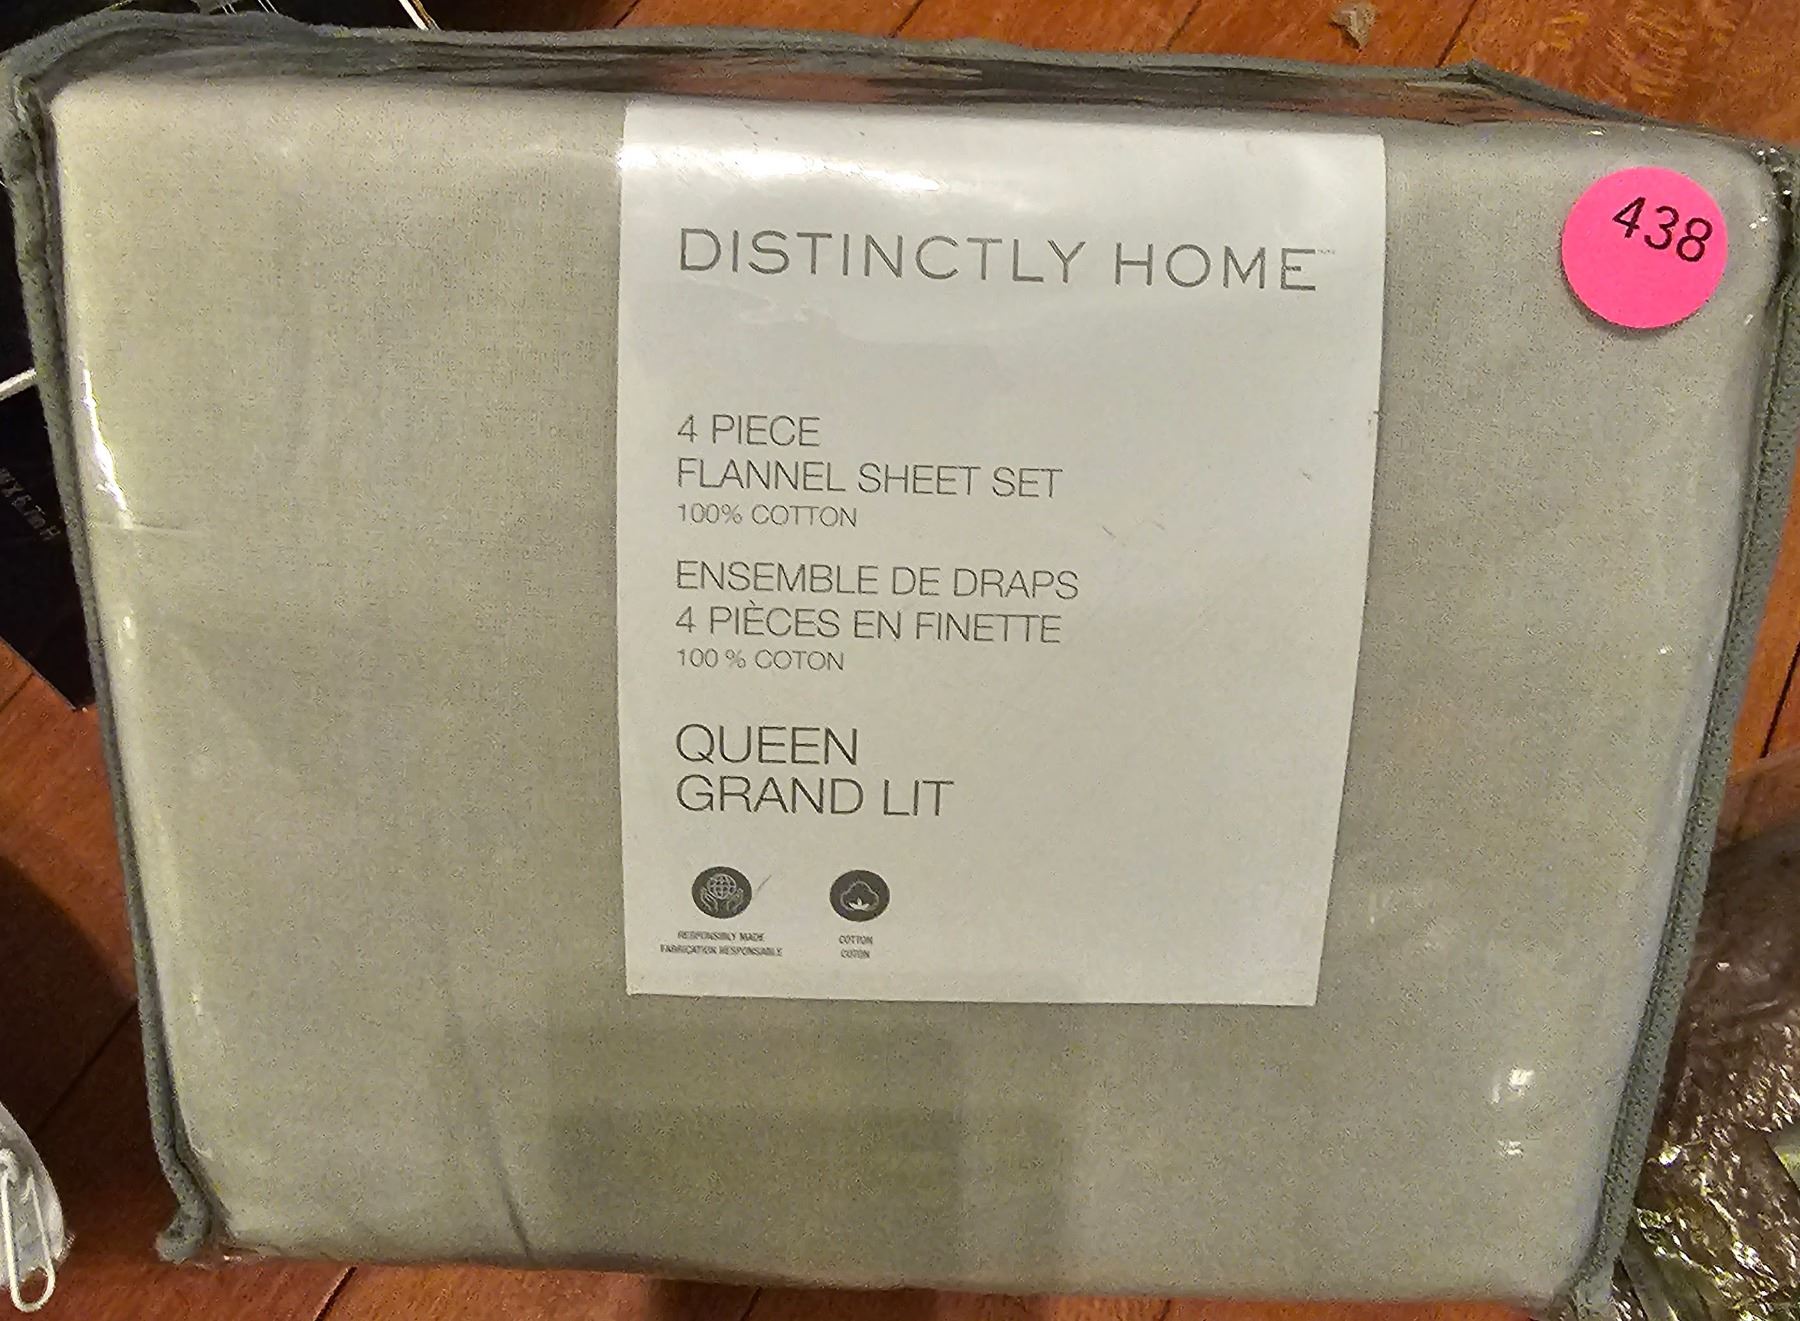 DISTINCTLY HOME™
438
4 PIECE
FLANNEL SHEET SET
100% COTTON
ENSEMBLE DE DRAPS
4 PIÈCES EN FINETTE
100 % COTON
QUEEN
GRAND LIT
RESPONSIBLY MADE
FABRICATION RESPONSABLE
COTTON
COTON